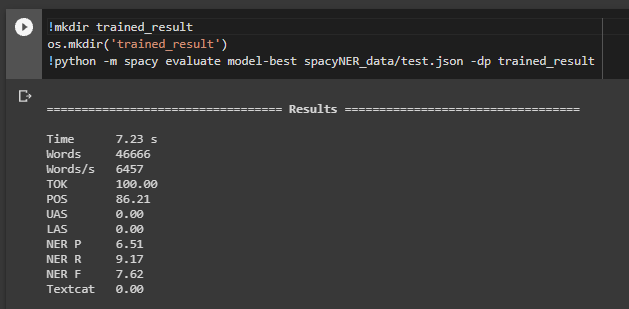 !mkdir trained_result
os.mkdir('trained_result')
!python -m spacy evaluate model-best spacyNER_data/test.json -dp trained_result
================================== Results ==================================
Time      7.23 s
Words     46666
Words/s   6457
TOK       100.00
POS       86.21
UAS       0.00
LAS       0.00
NER P     6.51
NER R     9.17
NER F     7.62
Textcat   0.00